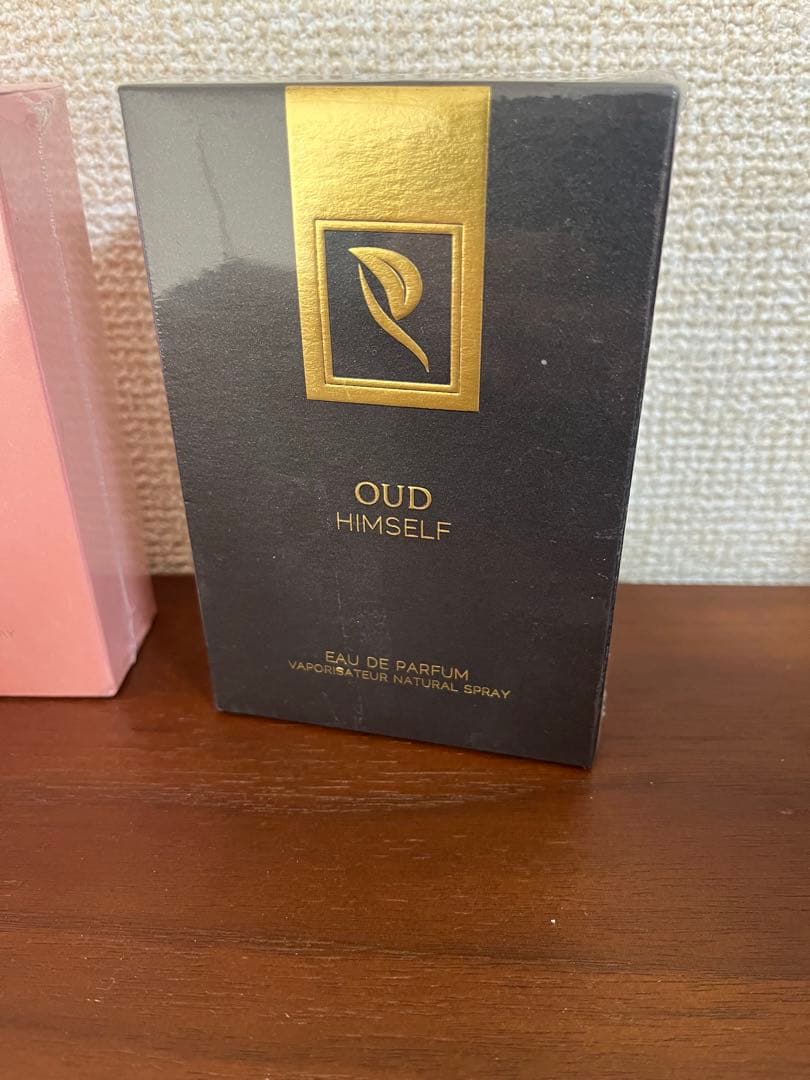 OUD
HIMSELF
EAU DE PARFUM
VAPORISATEUR NATURAL SPRAY